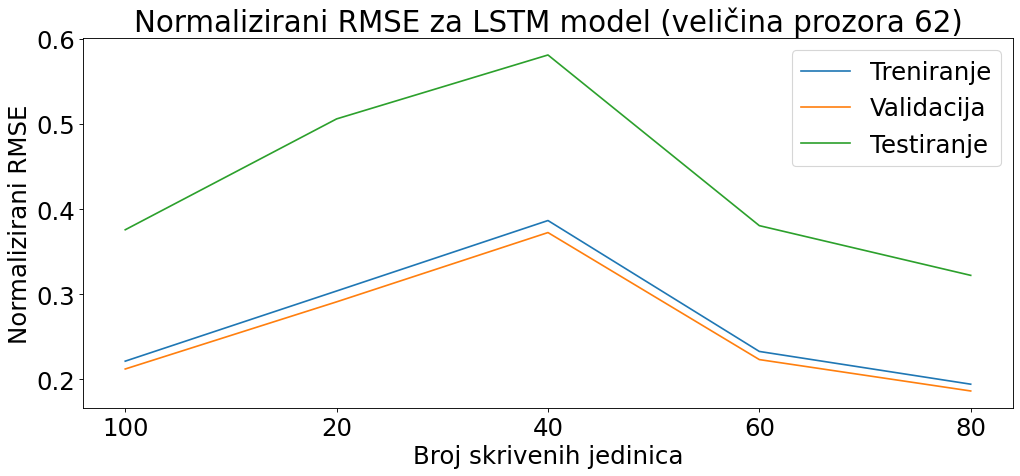 Normalizirani RMSE za LSTM model (veličina prozora 62)
Normalizirani RMSE
0.6
0.5
0.4
0.3
0.2
Treniranje
Validacija
Testiranje
100 20 40 60 80
Broj skrivenih jedinica